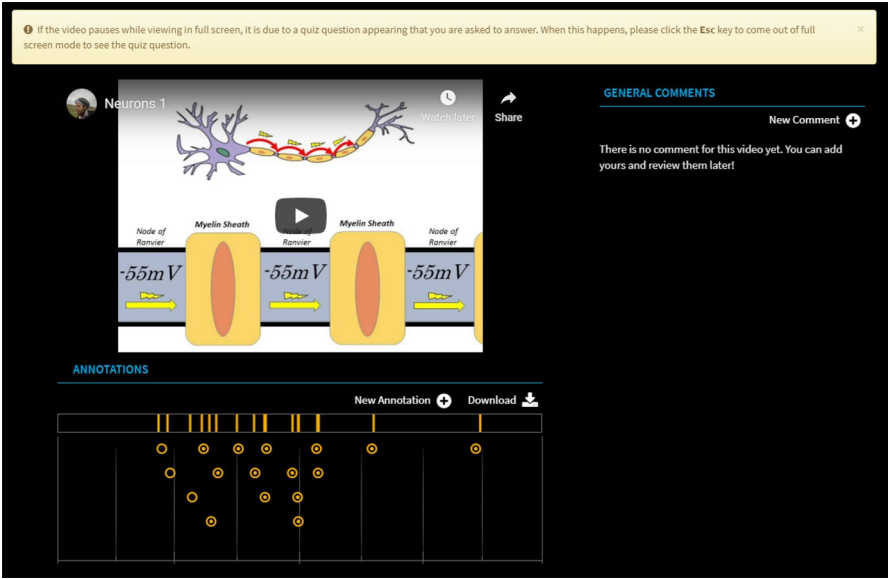 If the video pauses while viewing in full screen, it is due to a quiz question appearing that you are asked to answer. When this happens, please click the Esc key to come out of full
screen mode to see the quiz question.
Neurons 1
Watch later
Share
Node of
Ranvier
Myelin Sheath
Node of
Ranvier
Myelin Sheath
Node of
Ranvier
-55mV
-55mV
-55mV
GENERAL COMMENTS
New Comment
There is no comment for this video yet. You can add
yours and review them later!
ANNOTATIONS
New Annotation
Download